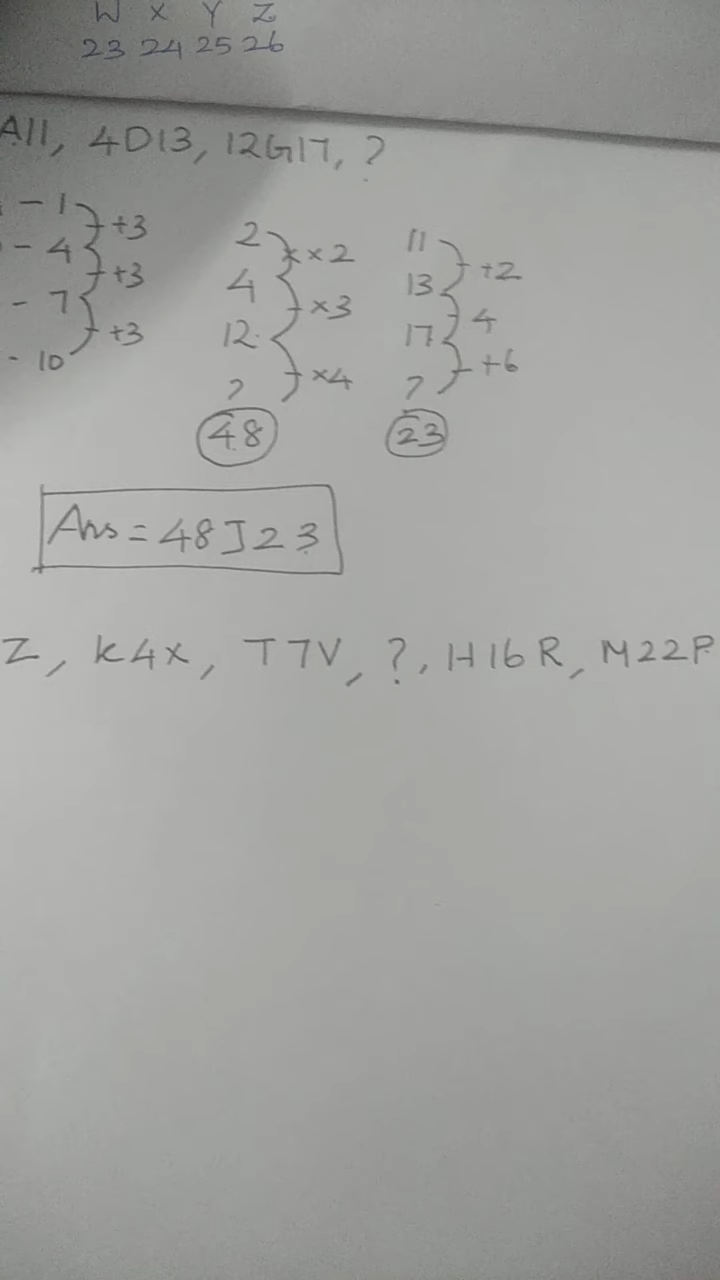 W X Y Z
23 24 25 26
A11, 4D13, 12G17, ?
- 1 +3 2 ×2 11 +2
- 4 +3 4 ×3 13 4
- 7 +3 12 ×4 17 +6
- 10 ? ?
48 23
Ans = 48J23
Z, K4X, T7V, ?, H16R, M22P